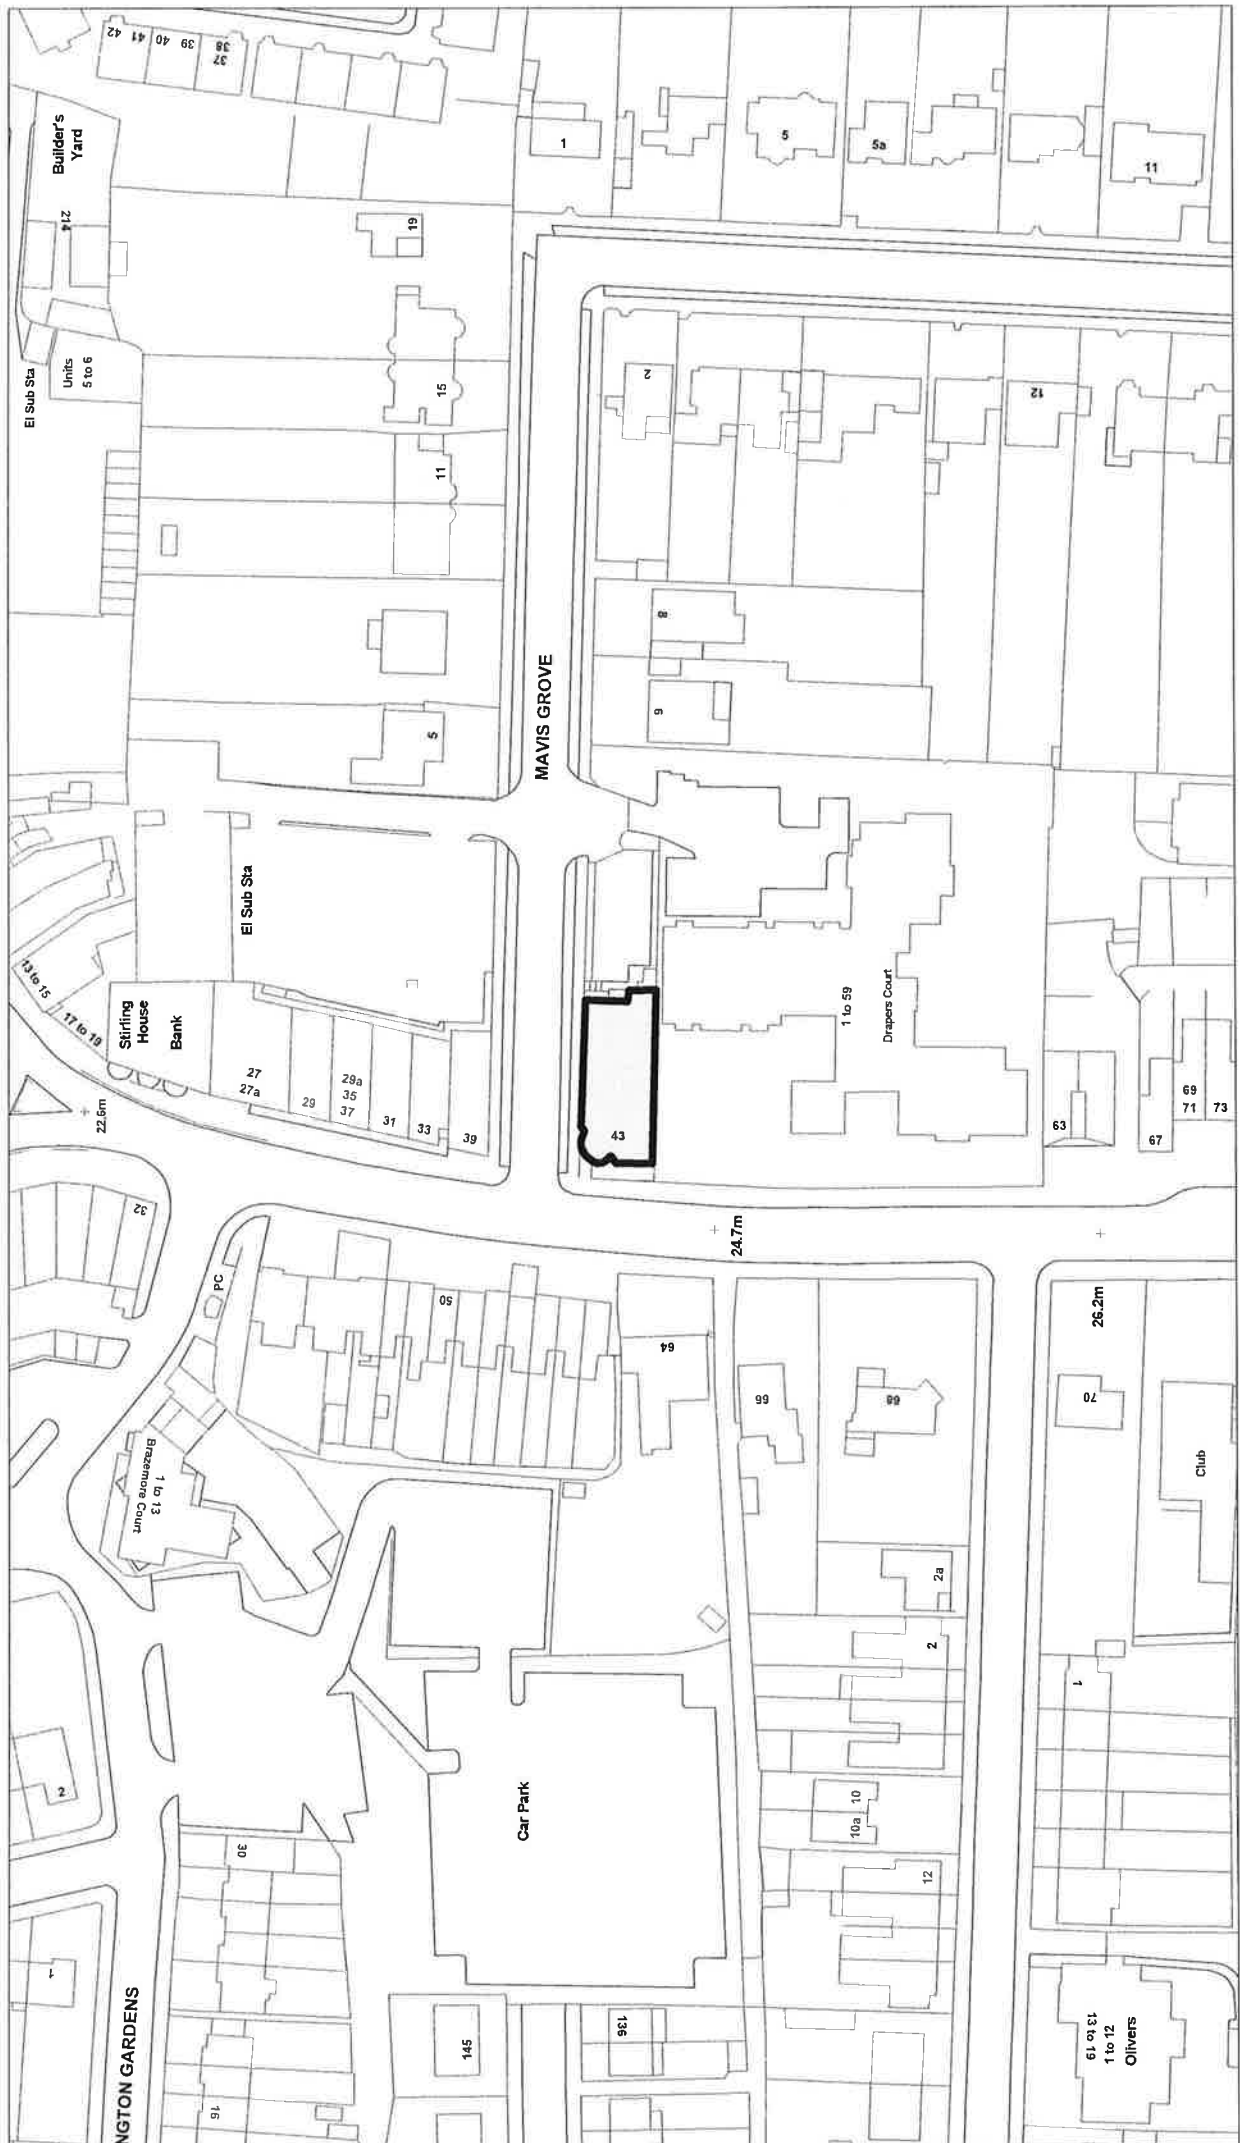 42
41
40
39
38
37
Builder's
Yard
214
1
5
5a
11
19
El Sub Sta
Units
5 to 6
15
11
2
12
8
6
5
MAVIS GROVE
El Sub Sta
13 to 15
17 to 19
Stirling
House
Bank
27
27a
29
29a
35
37
31
33
39
43
1 to 59
Drapers Court
63
67
69
71
73
22.6m
24.7m
32
PC
50
64
66
68
26.2m
70
Club
1 to 13
Brazemore Court
2a
2
1
2
Car Park
10
10a
30
12
1
NGTON GARDENS
145
136
16
13 to 19
1 to 12
Olivers